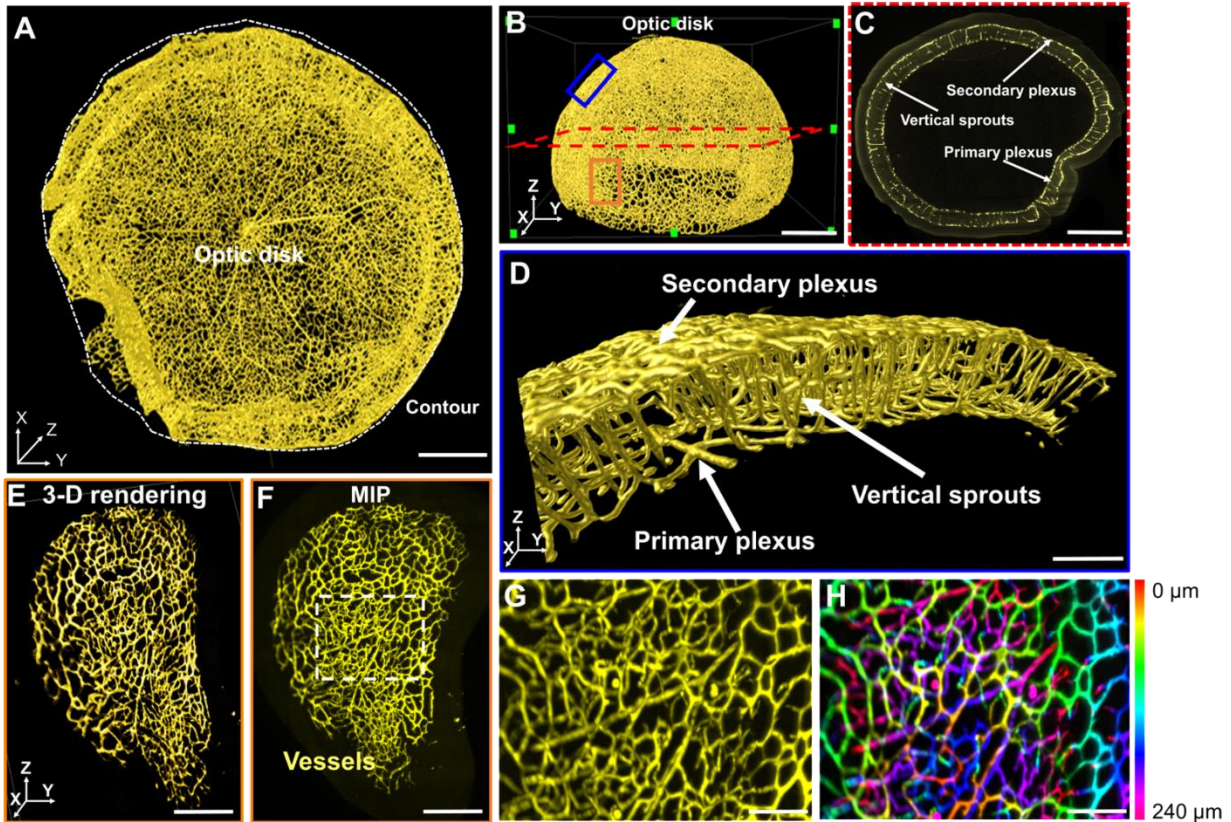 A
Optic disk
Contour
X
Z
Y
B
Optic disk
Z
X
Y
C
Secondary plexus
Vertical sprouts
Primary plexus
D
Secondary plexus
Vertical sprouts
Primary plexus
Z
X
Y
E 3-D rendering
Z
X
Y
F
MIP
Vessels
G
H
0 µm
240 µm